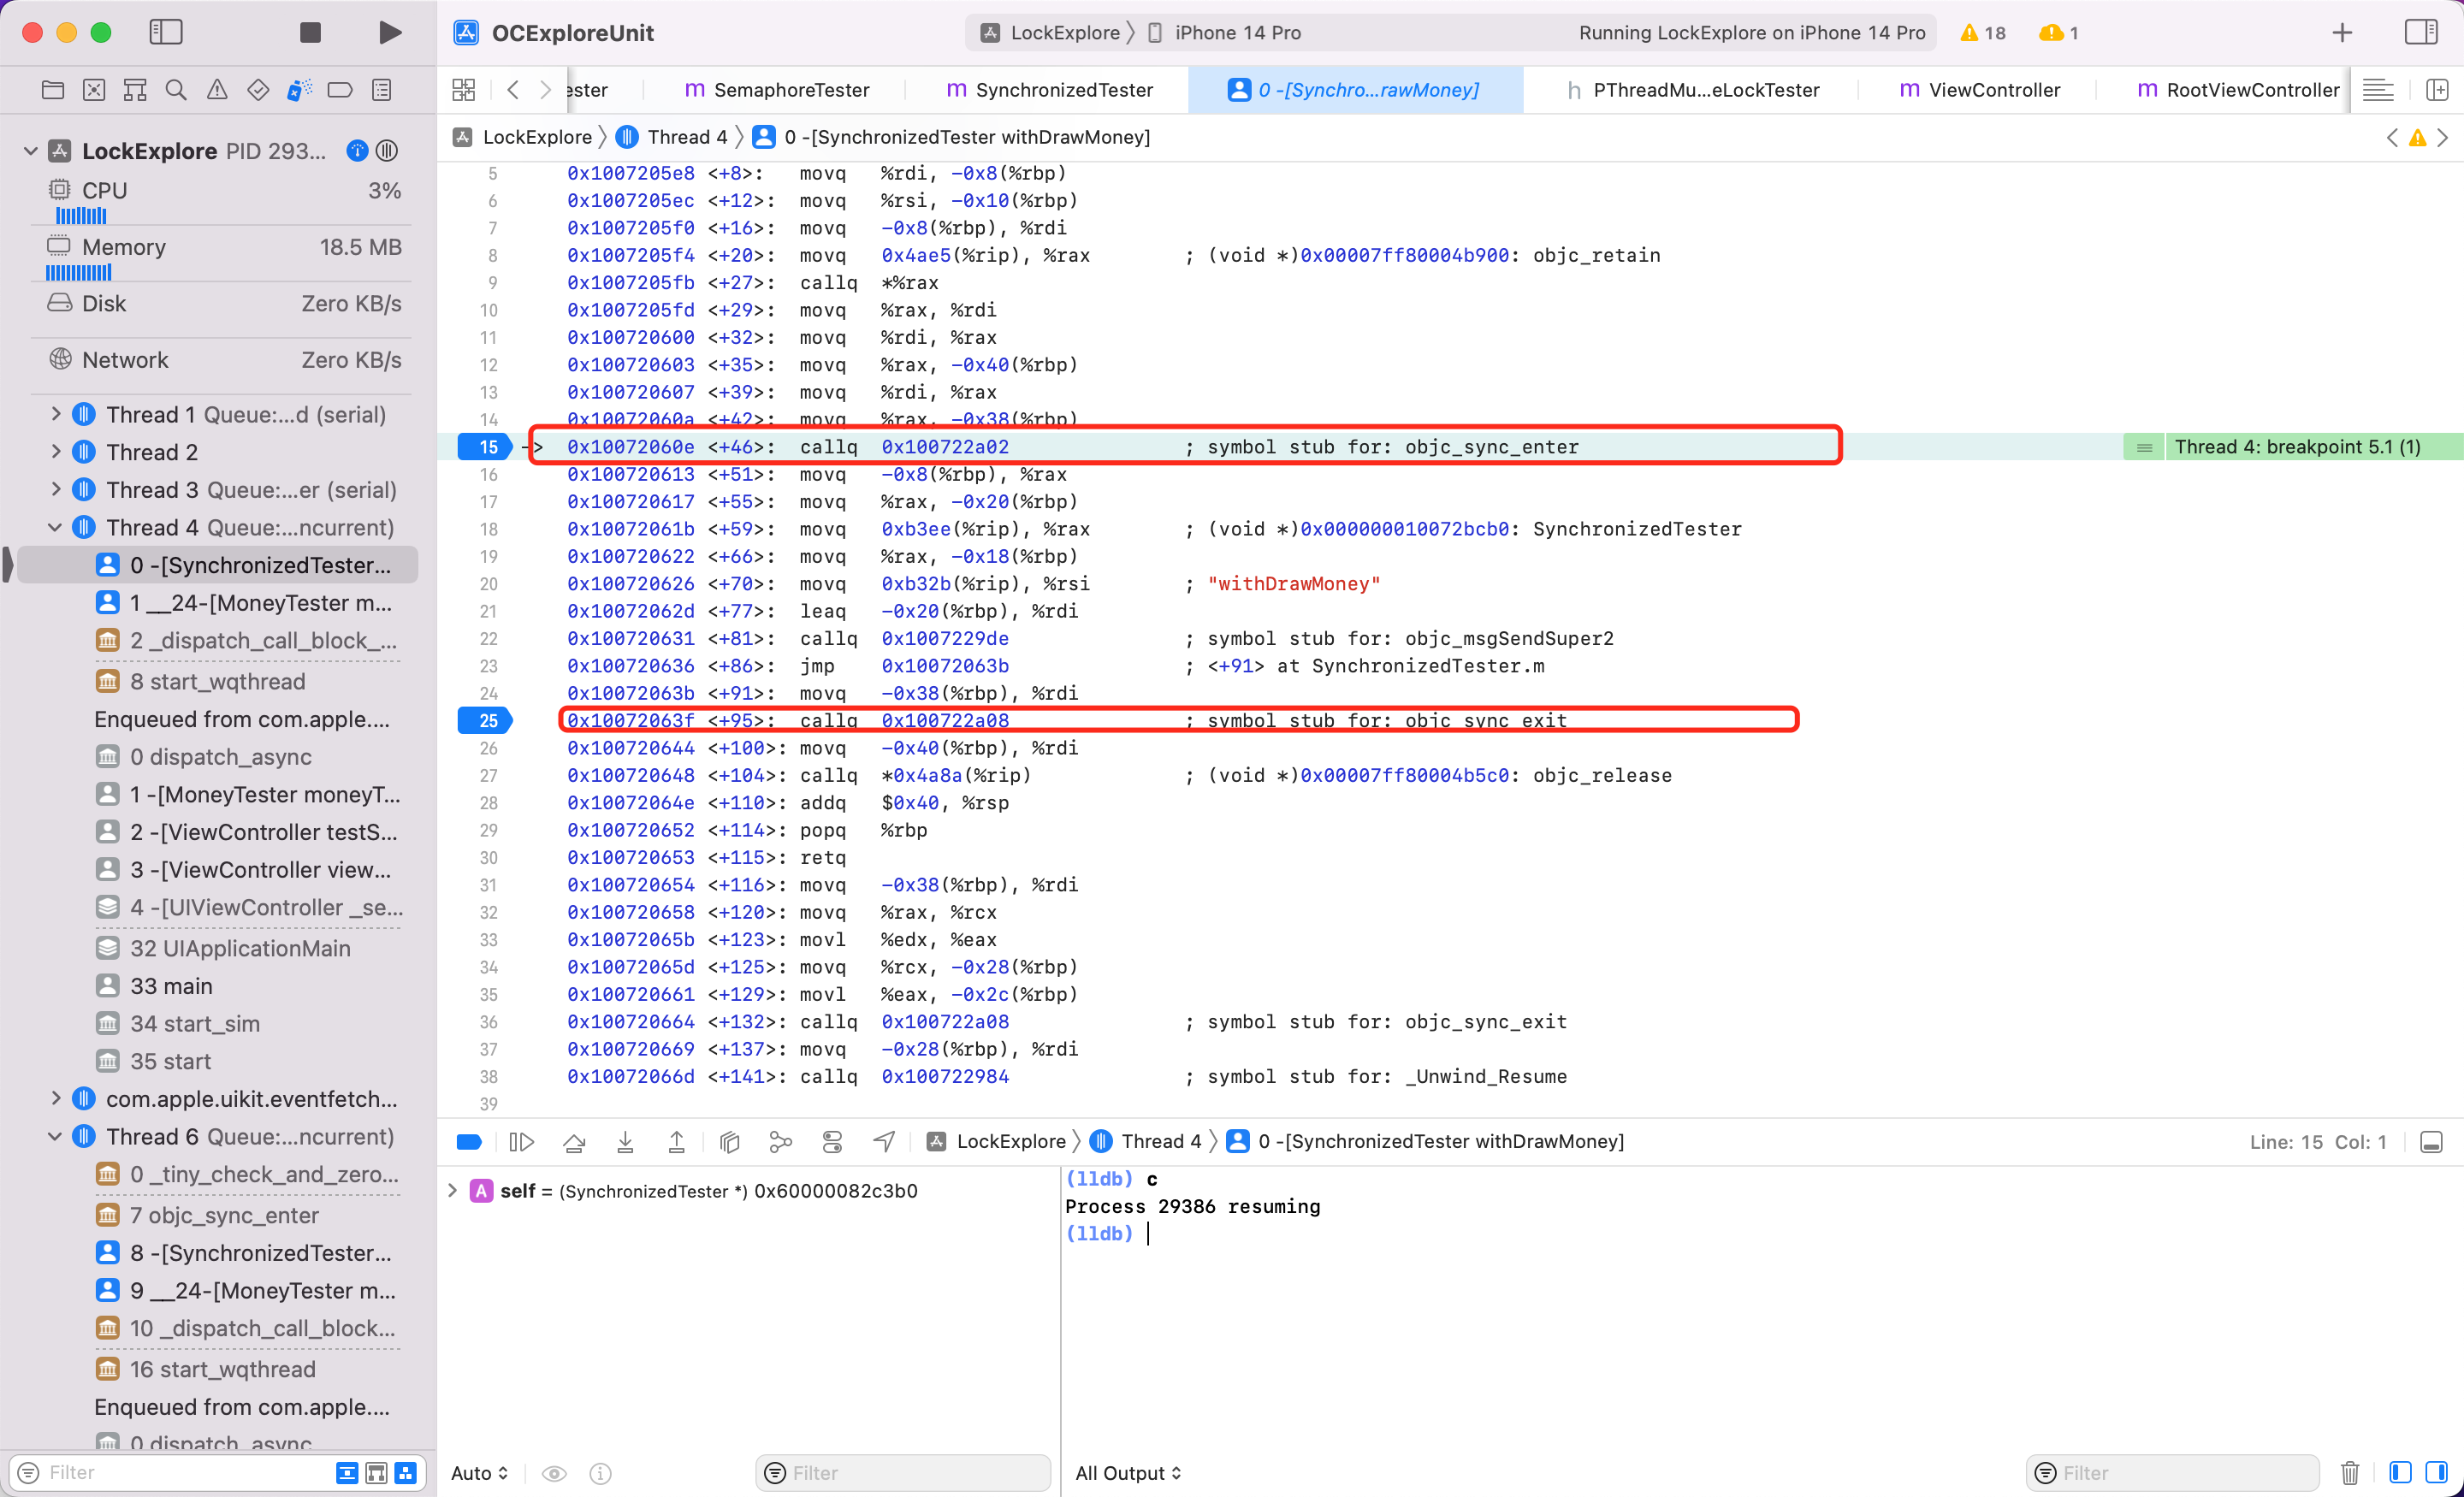 OCExploreUnit
LockExplore
iPhone 14 Pro
Running LockExplore on iPhone 14 Pro
18
1
ester
m SemaphoreTester
m SynchronizedTester
0 -[Synchro...rawMoney]
h PThreadMu...eLockTester
m ViewController
m RootViewController
LockExplore
Thread 4
0 -[SynchronizedTester withDrawMoney]
LockExplore PID 293...
CPU 3%
Memory 18.5 MB
Disk Zero KB/s
Network Zero KB/s
Thread 1 Queue:...d (serial)
Thread 2
Thread 3 Queue:...er (serial)
Thread 4 Queue:...ncurrent)
0 -[SynchronizedTester...
1 __24-[MoneyTester m...
2 _dispatch_call_block_...
8 start_wqthread
Enqueued from com.apple....
0 dispatch_async
1 -[MoneyTester moneyT...
2 -[ViewController testS...
3 -[ViewController view...
4 -[UIViewController _se...
32 UIApplicationMain
33 main
34 start_sim
35 start
com.apple.uikit.eventfetch...
Thread 6 Queue:...ncurrent)
0 _tiny_check_and_zero...
7 objc_sync_enter
8 -[SynchronizedTester...
9 __24-[MoneyTester m...
10 _dispatch_call_block...
16 start_wqthread
Enqueued from com.apple....
0 dispatch_async
Filter
5 0x1007205e8 <+8>: movq %rdi, -0x8(%rbp)
6 0x1007205ec <+12>: movq %rsi, -0x10(%rbp)
7 0x1007205f0 <+16>: movq -0x8(%rbp), %rdi
8 0x1007205f4 <+20>: movq 0x4ae5(%rip), %rax ; (void *)0x00007ff80004b900: objc_retain
9 0x1007205fb <+27>: callq *%rax
10 0x1007205fd <+29>: movq %rax, %rdi
11 0x100720600 <+32>: movq %rdi, %rax
12 0x100720603 <+35>: movq %rax, -0x40(%rbp)
13 0x100720607 <+39>: movq %rdi, %rax
14 0x10072060a <+42>: movq %rax, -0x38(%rbp)
15 -> 0x10072060e <+46>: callq 0x100722a02 ; symbol stub for: objc_sync_enter
Thread 4: breakpoint 5.1 (1)
16 0x100720613 <+51>: movq -0x8(%rbp), %rax
17 0x100720617 <+55>: movq %rax, -0x20(%rbp)
18 0x10072061b <+59>: movq 0xb3ee(%rip), %rax ; (void *)0x000000010072bcb0: SynchronizedTester
19 0x100720622 <+66>: movq %rax, -0x18(%rbp)
20 0x100720626 <+70>: movq 0xb32b(%rip), %rsi ; "withDrawMoney"
21 0x10072062d <+77>: leaq -0x20(%rbp), %rdi
22 0x100720631 <+81>: callq 0x1007229de ; symbol stub for: objc_msgSendSuper2
23 0x100720636 <+86>: jmp 0x10072063b ; <+91> at SynchronizedTester.m
24 0x10072063b <+91>: movq -0x38(%rbp), %rdi
25 0x10072063f <+95>: callq 0x100722a08 ; symbol stub for: objc_sync_exit
26 0x100720644 <+100>: movq -0x40(%rbp), %rdi
27 0x100720648 <+104>: callq *0x4a8a(%rip) ; (void *)0x00007ff80004b5c0: objc_release
28 0x10072064e <+110>: addq $0x40, %rsp
29 0x100720652 <+114>: popq %rbp
30 0x100720653 <+115>: retq
31 0x100720654 <+116>: movq -0x38(%rbp), %rdi
32 0x100720658 <+120>: movq %rax, %rcx
33 0x10072065b <+123>: movl %edx, %eax
34 0x10072065d <+125>: movq %rcx, -0x28(%rbp)
35 0x100720661 <+129>: movl %eax, -0x2c(%rbp)
36 0x100720664 <+132>: callq 0x100722a08 ; symbol stub for: objc_sync_exit
37 0x100720669 <+137>: movq -0x28(%rbp), %rdi
38 0x10072066d <+141>: callq 0x100722984 ; symbol stub for: _Unwind_Resume
39
LockExplore
Thread 4
0 -[SynchronizedTester withDrawMoney]
Line: 15 Col: 1
A self = (SynchronizedTester *) 0x60000082c3b0
(lldb) c
Process 29386 resuming
(lldb)
Auto
Filter
All Output
Filter